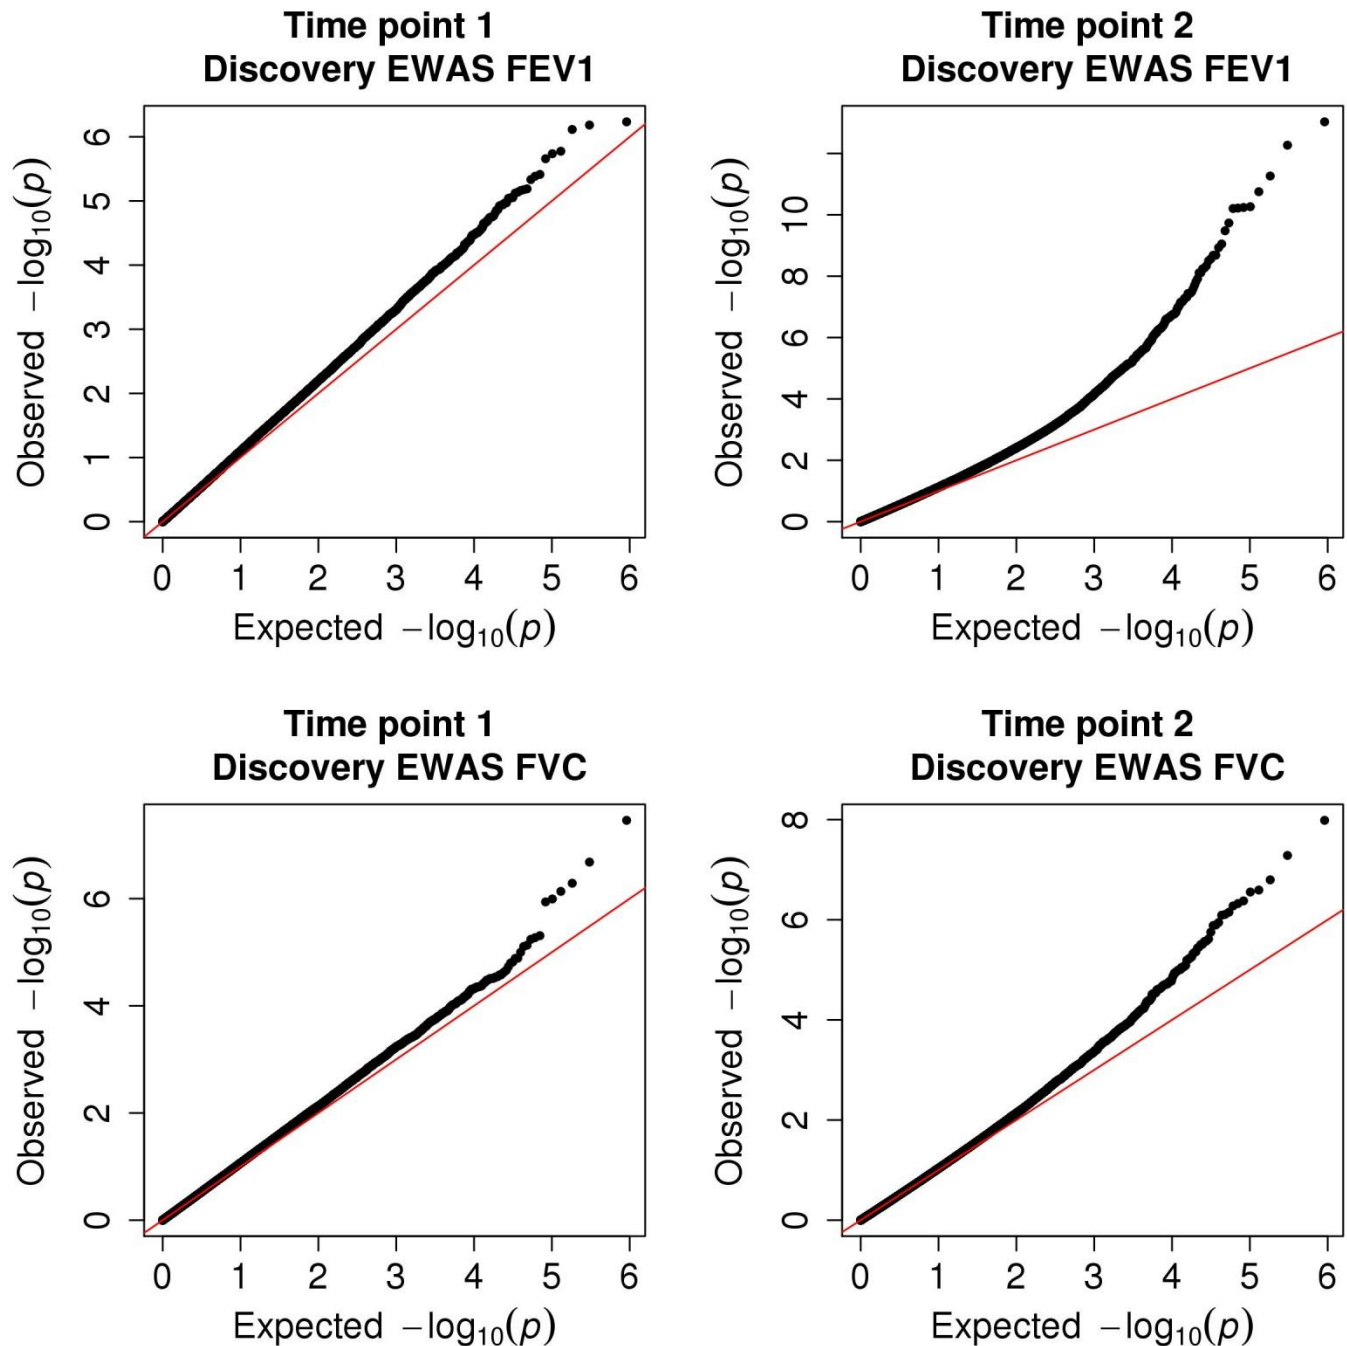 Time point 1
Discovery EWAS FEV1
Observed −log₁₀(p)
6
5
4
3
2
1
0
0 1 2 3 4 5 6
Expected −log₁₀(p)
Time point 2
Discovery EWAS FEV1
Observed −log₁₀(p)
10
8
6
4
2
0
0 1 2 3 4 5 6
Expected −log₁₀(p)
Time point 1
Discovery EWAS FVC
Observed −log₁₀(p)
6
4
2
0
0 1 2 3 4 5 6
Expected −log₁₀(p)
Time point 2
Discovery EWAS FVC
Observed −log₁₀(p)
8
6
4
2
0
0 1 2 3 4 5 6
Expected −log₁₀(p)